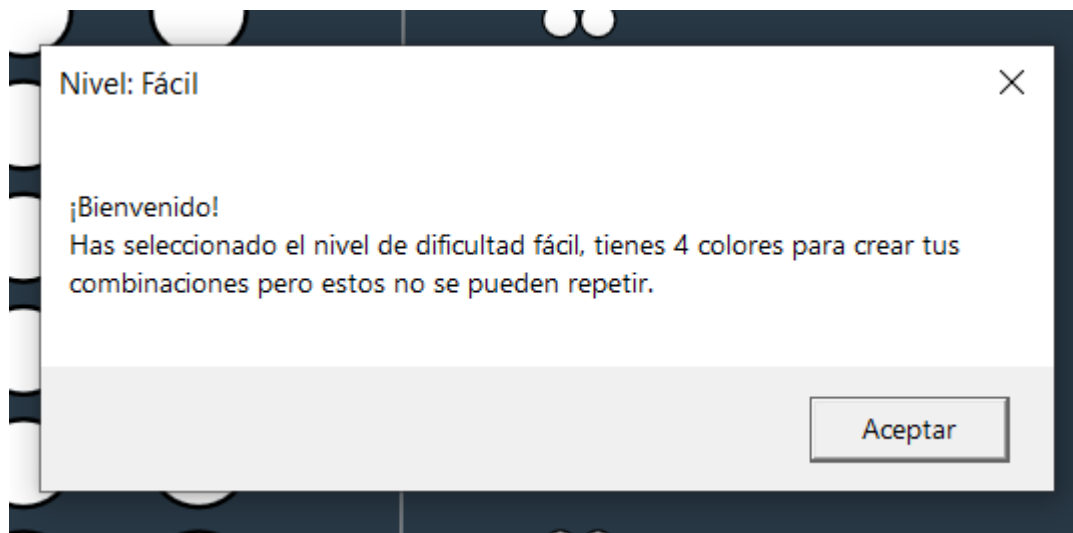 Nivel: Fácil
¡Bienvenido!
Has seleccionado el nivel de dificultad fácil, tienes 4 colores para crear tus
combinaciones pero estos no se pueden repetir.
Aceptar